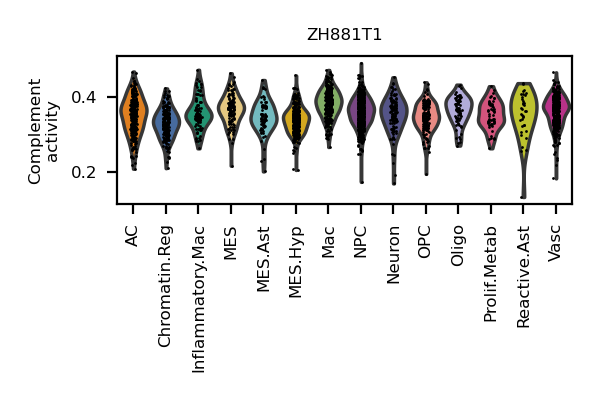 ZH881T1
Complement
activity
0.4
0.2
AC
Chromatin.Reg
Inflammatory.Mac
MES
MES.Ast
MES.Hyp
Mac
NPC
Neuron
OPC
Oligo
Prolif.Metab
Reactive.Ast
Vasc